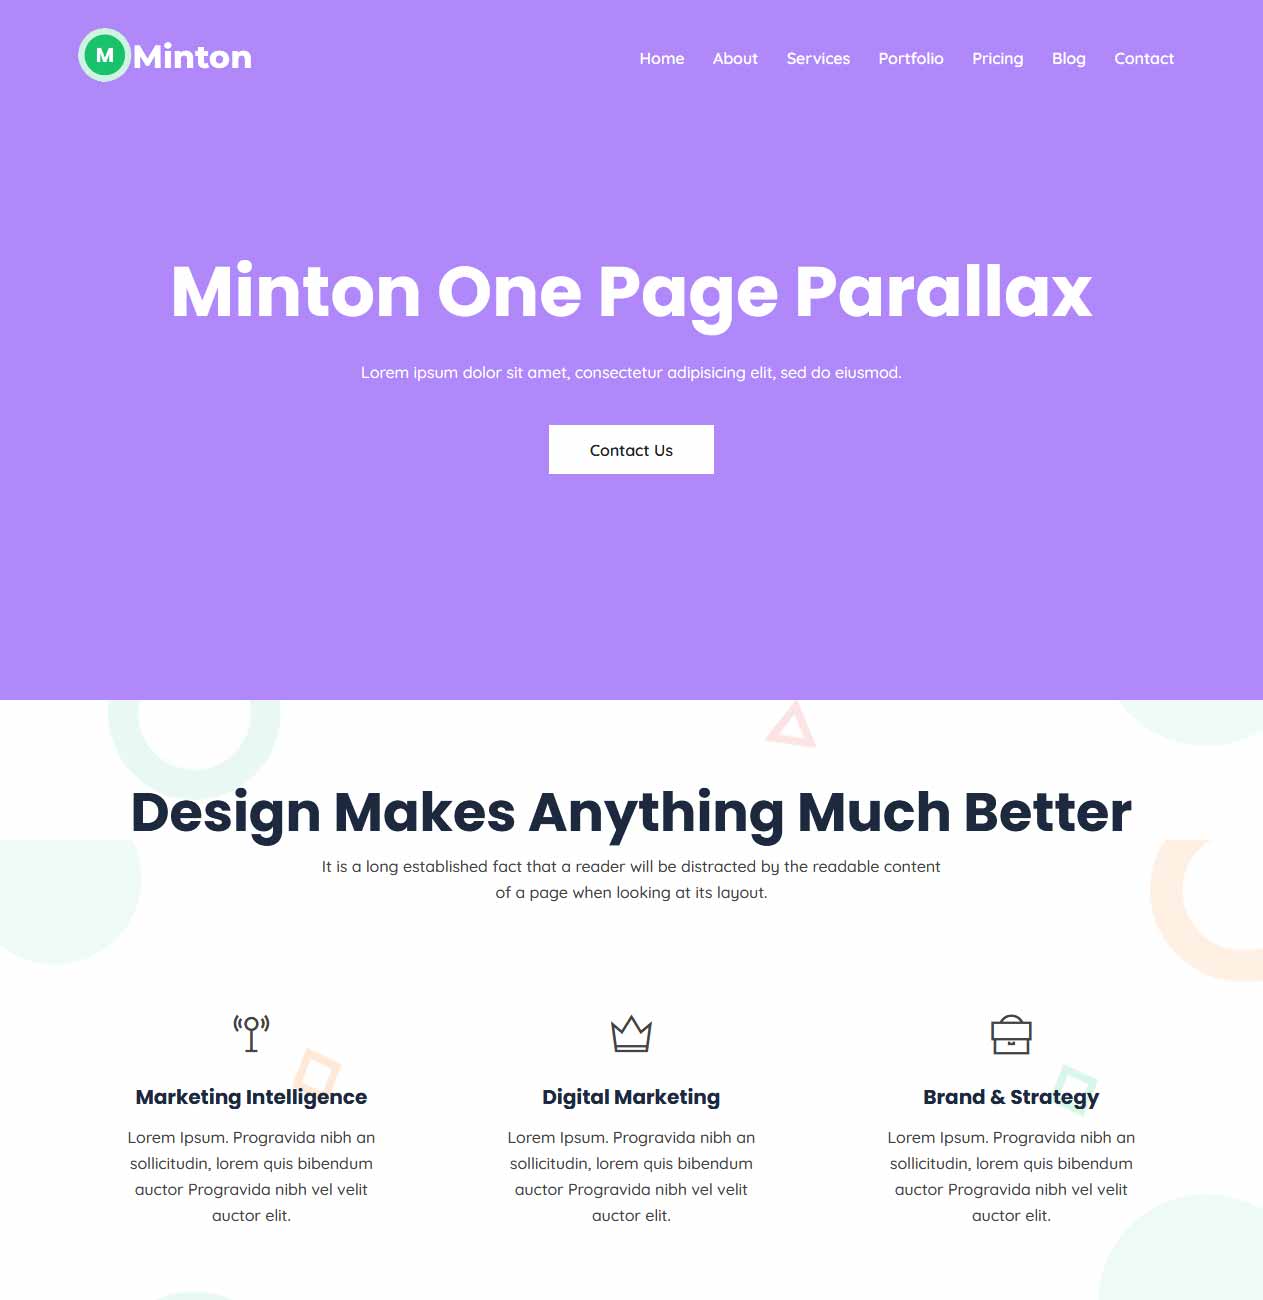 M Minton
Home About Services Portfolio Pricing Blog Contact
Minton One Page Parallax
Lorem ipsum dolor sit amet, consectetur adipisicing elit, sed do eiusmod.
Contact Us
Design Makes Anything Much Better
It is a long established fact that a reader will be distracted by the readable content
of a page when looking at its layout.
Marketing Intelligence
Lorem Ipsum. Progravida nibh an
sollicitudin, lorem quis bibendum
auctor Progravida nibh vel velit
auctor elit.
Digital Marketing
Lorem Ipsum. Progravida nibh an
sollicitudin, lorem quis bibendum
auctor Progravida nibh vel velit
auctor elit.
Brand & Strategy
Lorem Ipsum. Progravida nibh an
sollicitudin, lorem quis bibendum
auctor Progravida nibh vel velit
auctor elit.